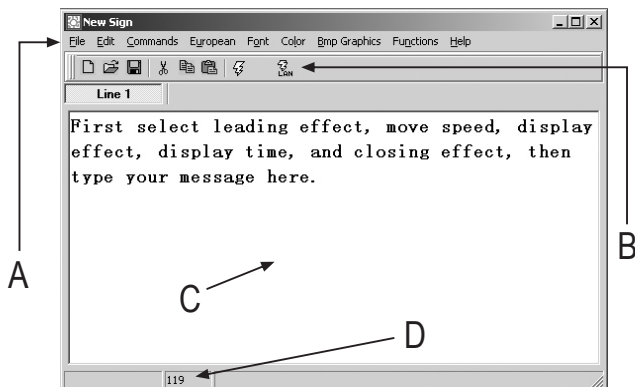 New Sign
File Edit Commands European Font Color Bmp Graphics Functions Help
LAN
Line 1
First select leading effect, move speed, display
effect, display time, and closing effect, then
type your message here.
A
B
C
D
119